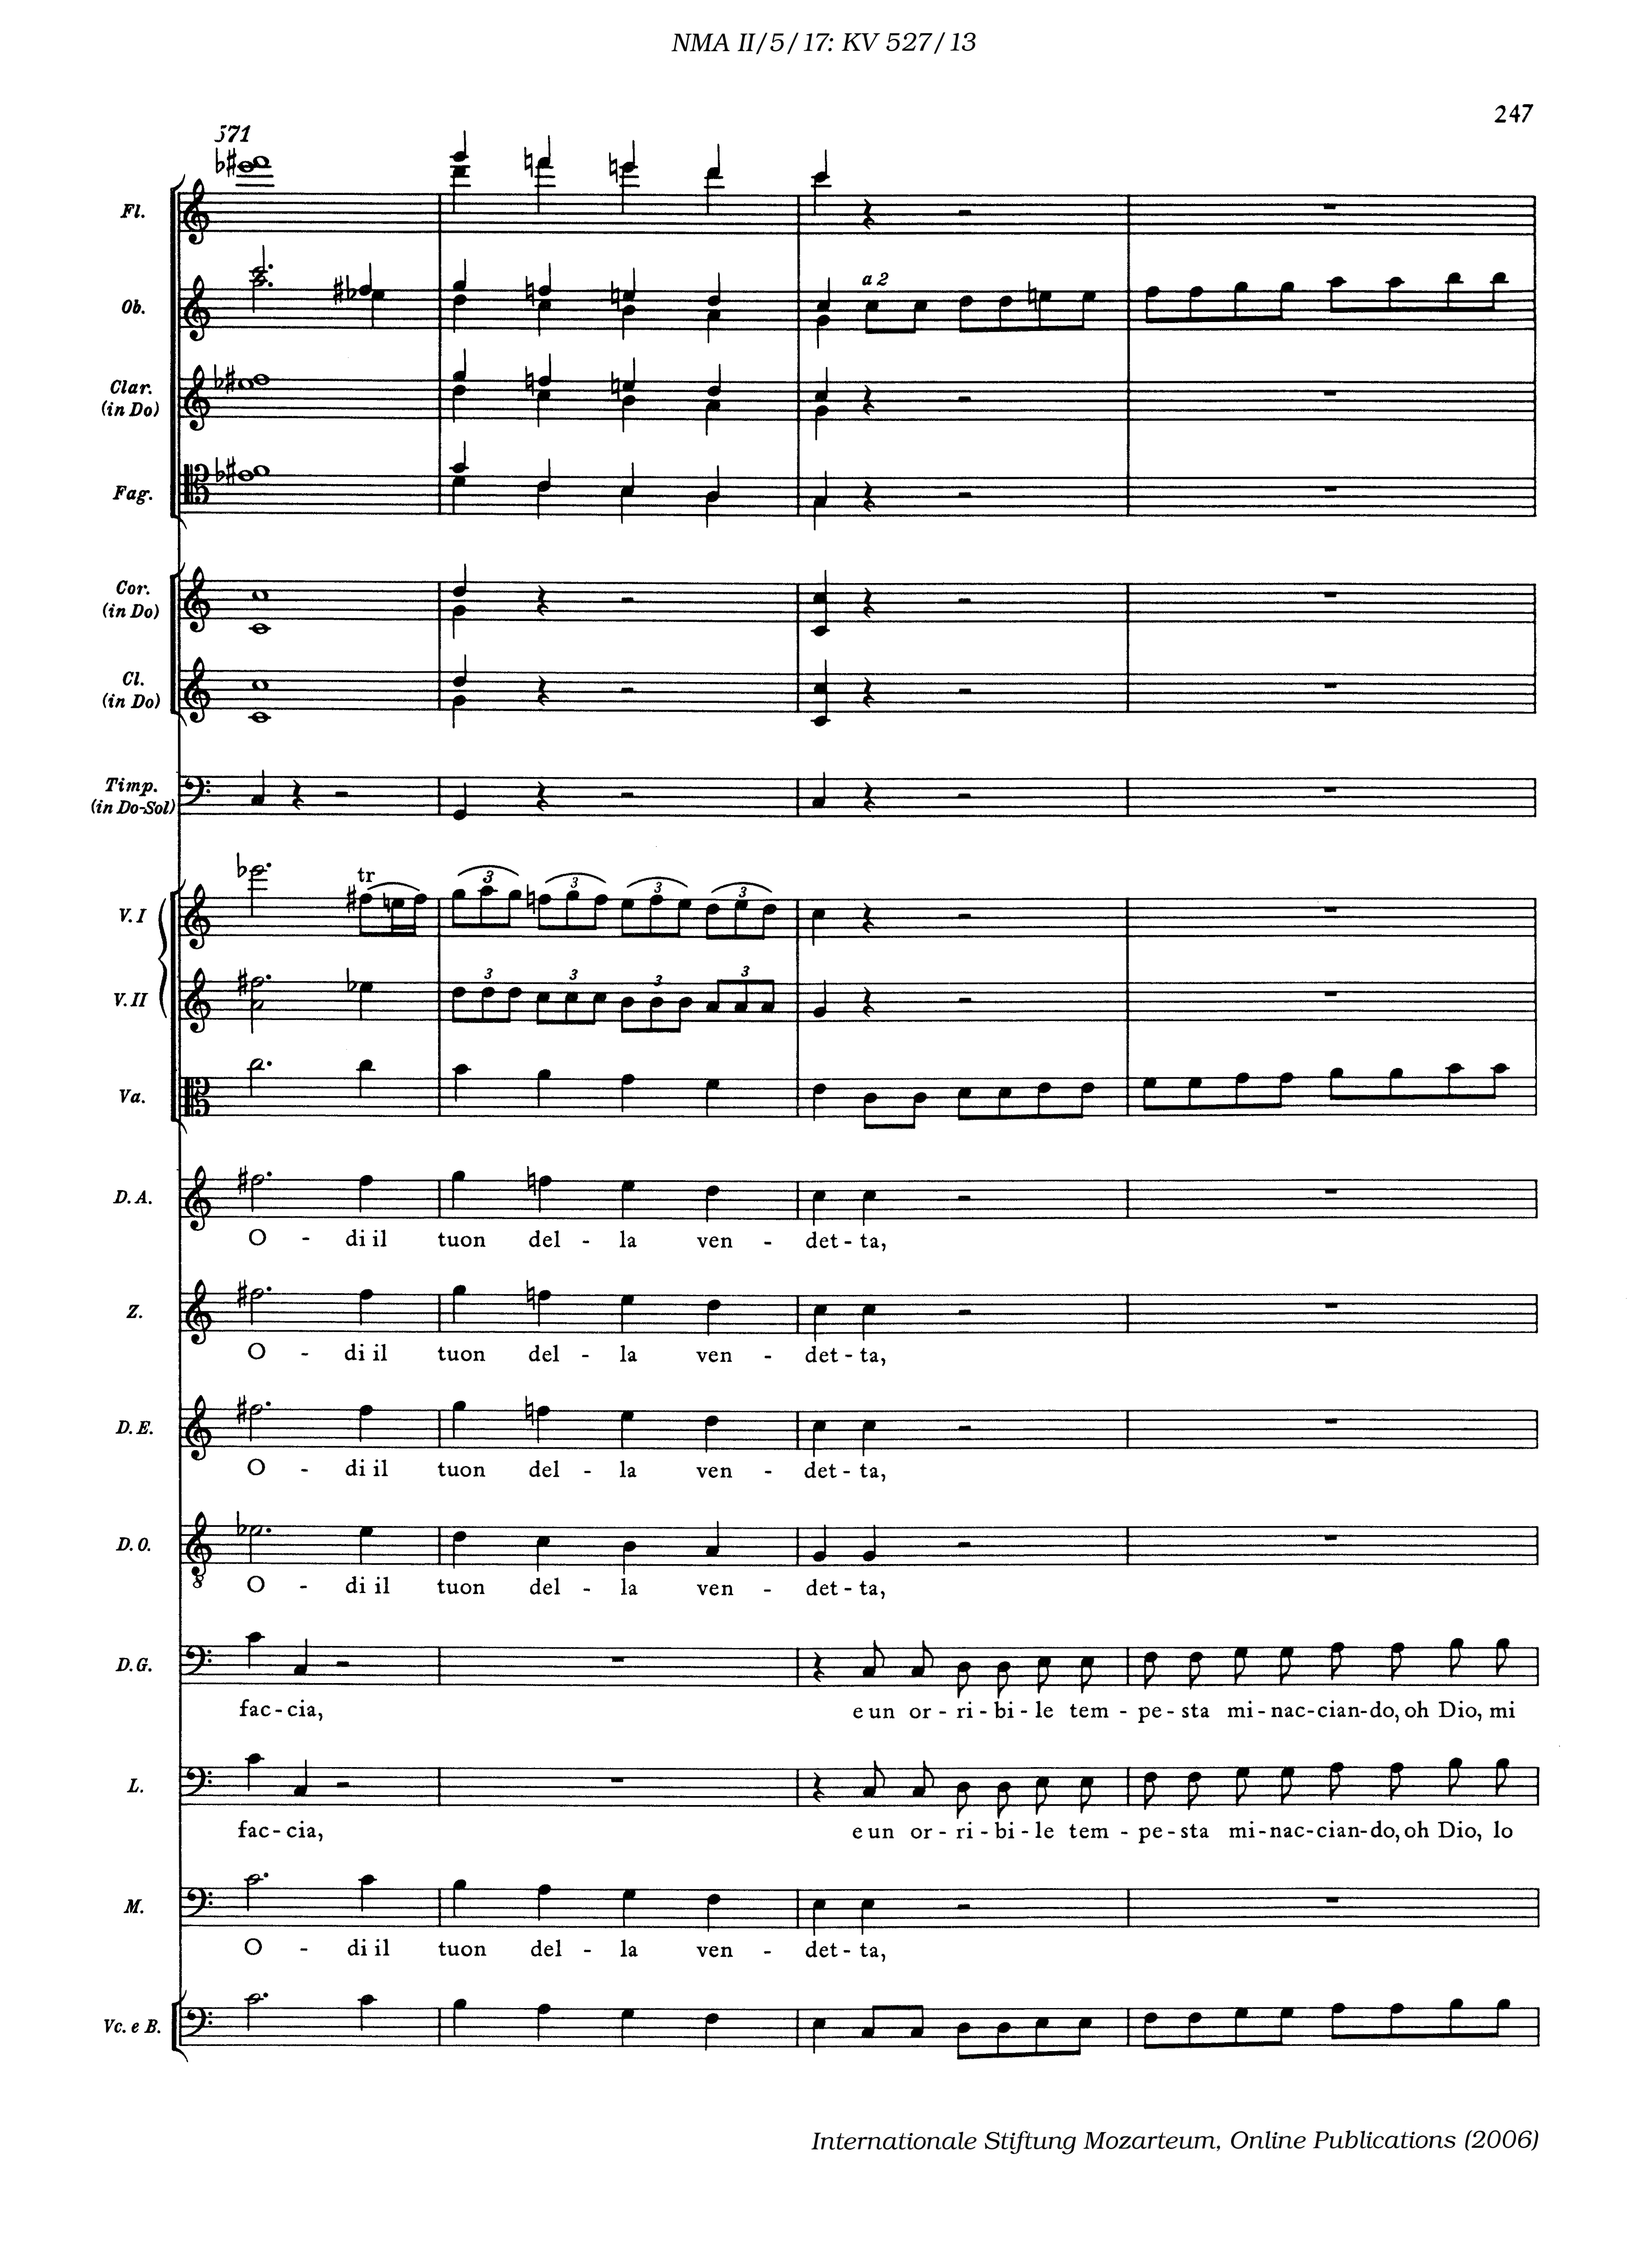 NMA II/5/17: KV 527/13
247
571
Fl.
a 2
Ob.
Clar.
(in Do)
Fag.
Cor.
(in Do)
Cl.
(in Do)
Timp.
(in Do-Sol)
tr
3 3 3 3
V. I
3 3 3 3
V. II
Va.
D. A.
O - di il tuon del - la ven - det - ta,
Z.
O - di il tuon del - la ven - det - ta,
D. E.
O - di il tuon del - la ven - det - ta,
D. O.
8
O - di il tuon del - la ven - det - ta,
D. G.
fac - cia, e un or - ri - bi - le tem - pe - sta mi - nac - cian - do, oh Dio, mi
L.
fac - cia, e un or - ri - bi - le tem - pe - sta mi - nac - cian - do, oh Dio, lo
M.
O - di il tuon del - la ven - det - ta,
Vc. e B.
Internationale Stiftung Mozarteum, Online Publications (2006)